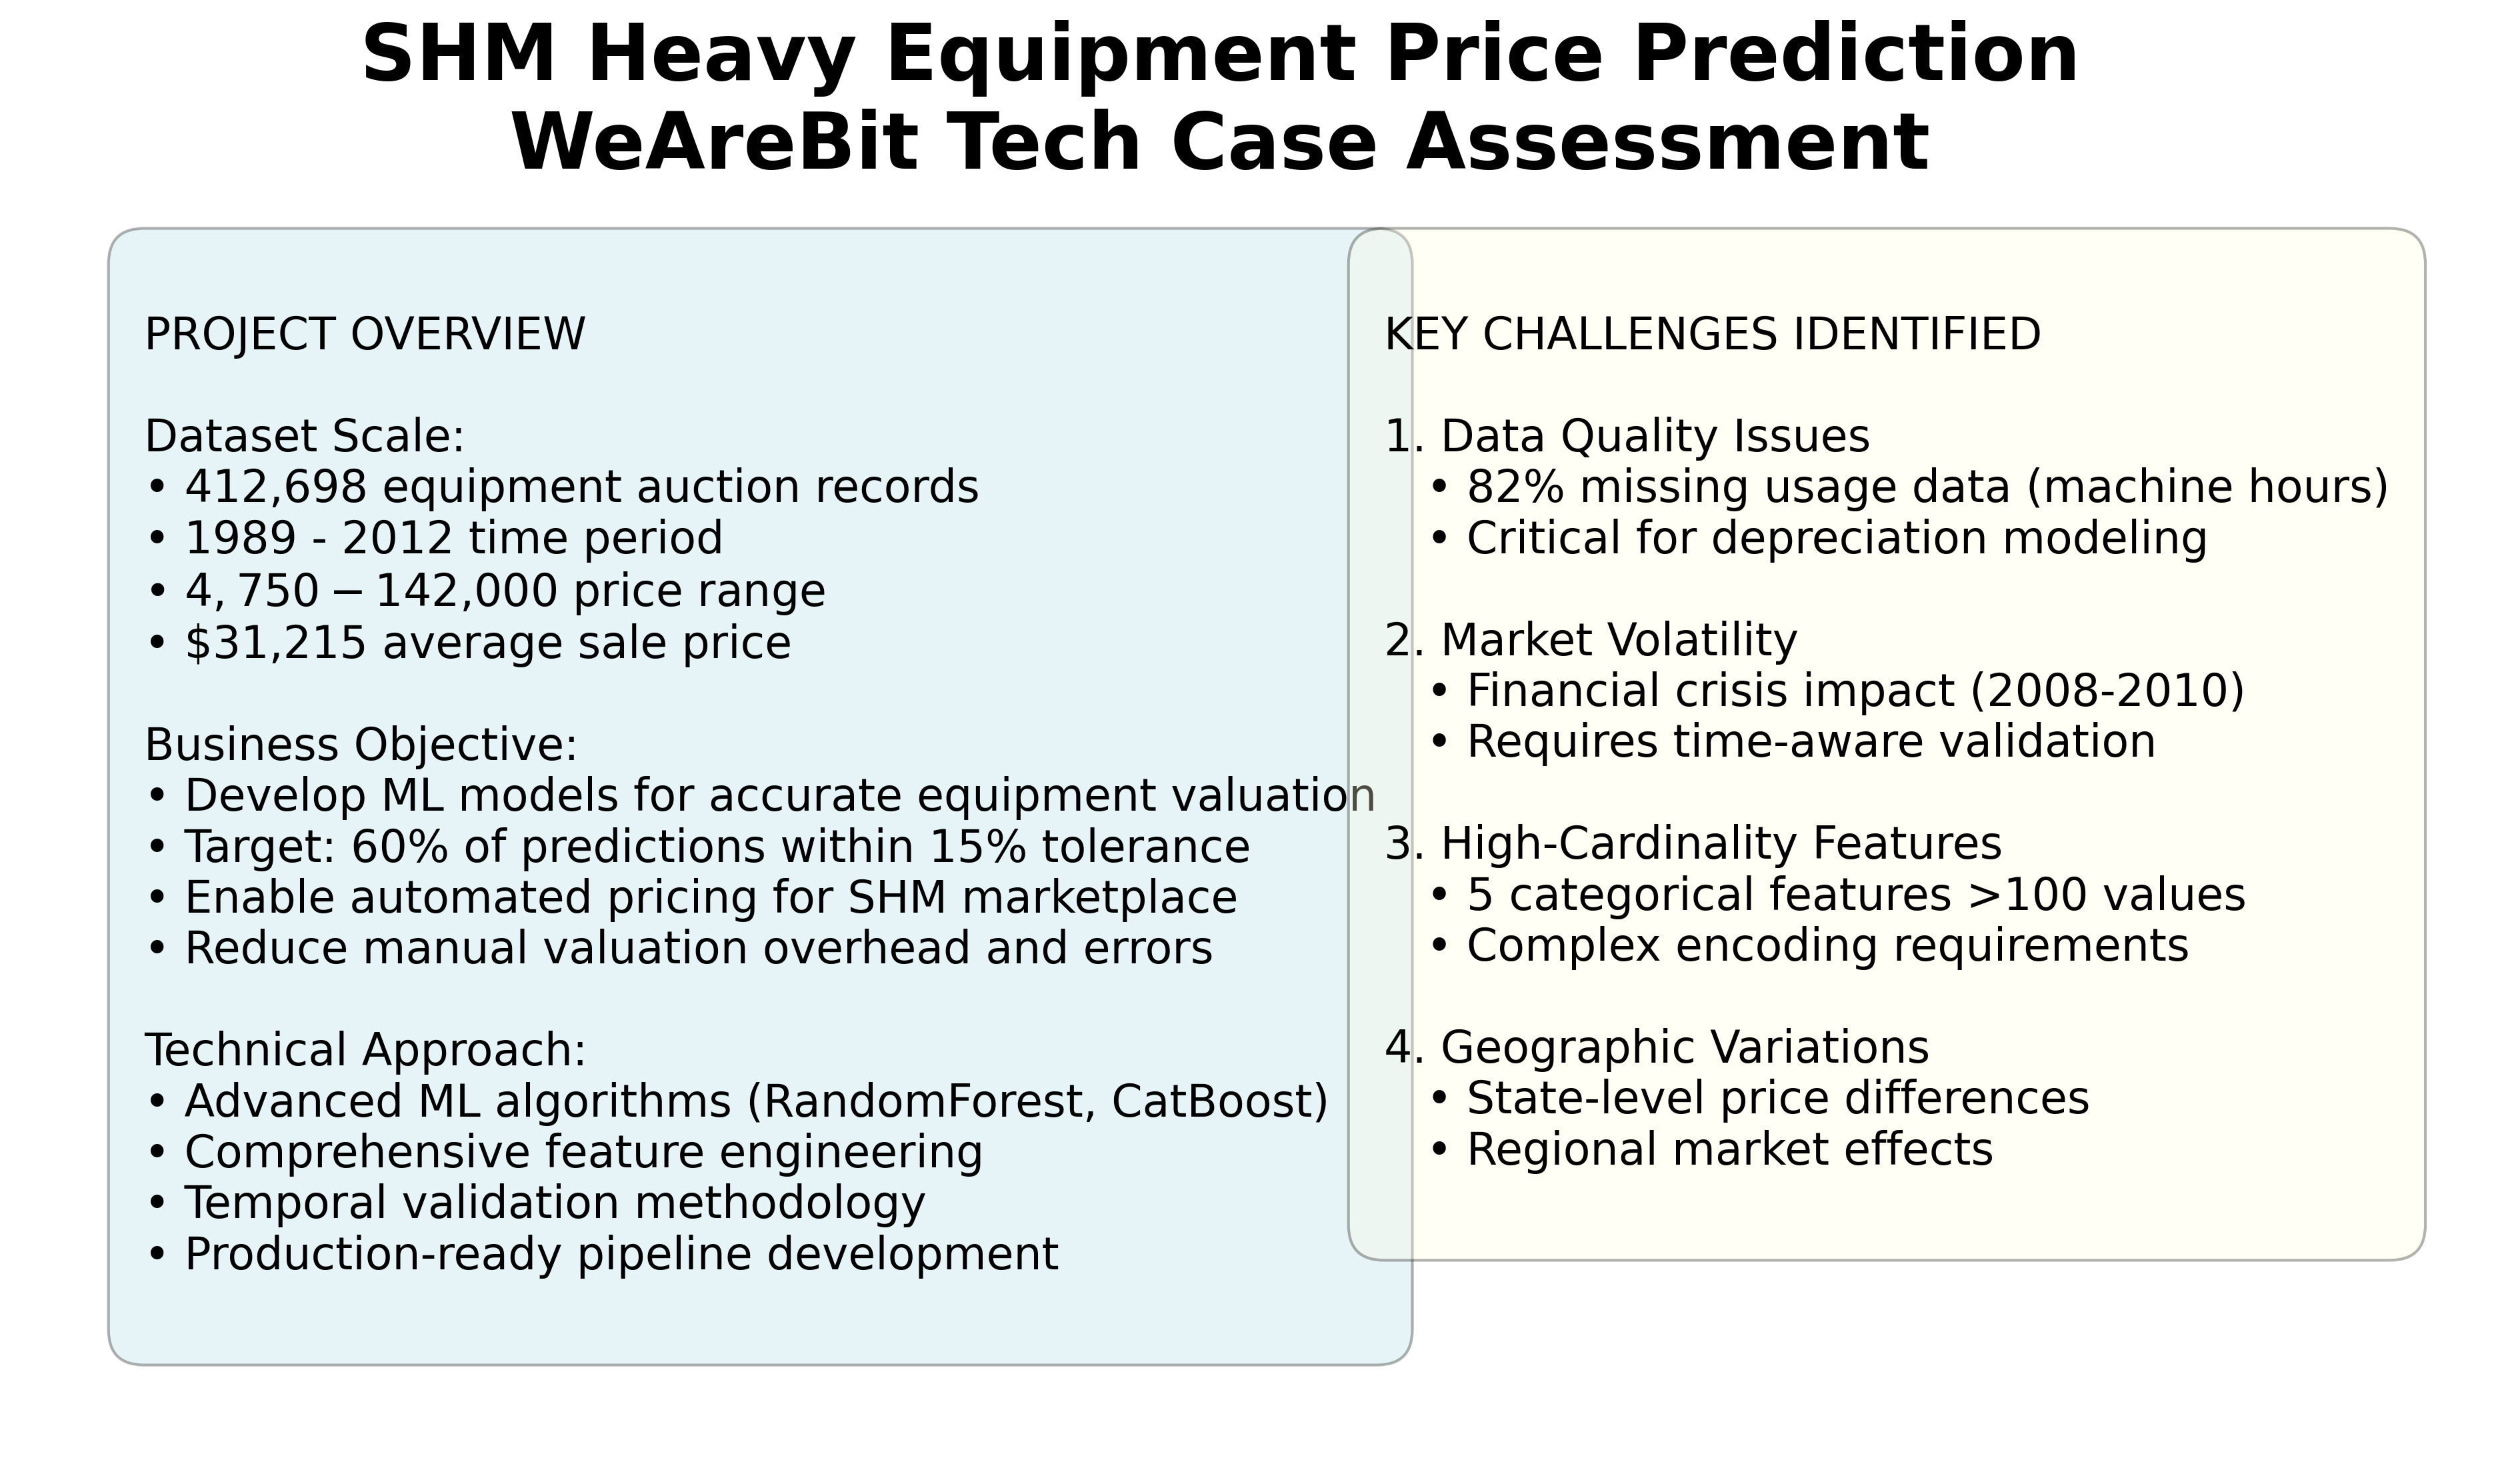 SHM Heavy Equipment Price Prediction
WeAreBit Tech Case Assessment
PROJECT OVERVIEW
Dataset Scale:
• 412,698 equipment auction records
• 1989 - 2012 time period
• 4, 750 − 142,000 price range
• $31,215 average sale price
Business Objective:
• Develop ML models for accurate equipment valuation
• Target: 60% of predictions within 15% tolerance
• Enable automated pricing for SHM marketplace
• Reduce manual valuation overhead and errors
Technical Approach:
• Advanced ML algorithms (RandomForest, CatBoost)
• Comprehensive feature engineering
• Temporal validation methodology
• Production-ready pipeline development
KEY CHALLENGES IDENTIFIED
1. Data Quality Issues
• 82% missing usage data (machine hours)
• Critical for depreciation modeling
2. Market Volatility
• Financial crisis impact (2008-2010)
• Requires time-aware validation
3. High-Cardinality Features
• 5 categorical features >100 values
• Complex encoding requirements
4. Geographic Variations
• State-level price differences
• Regional market effects